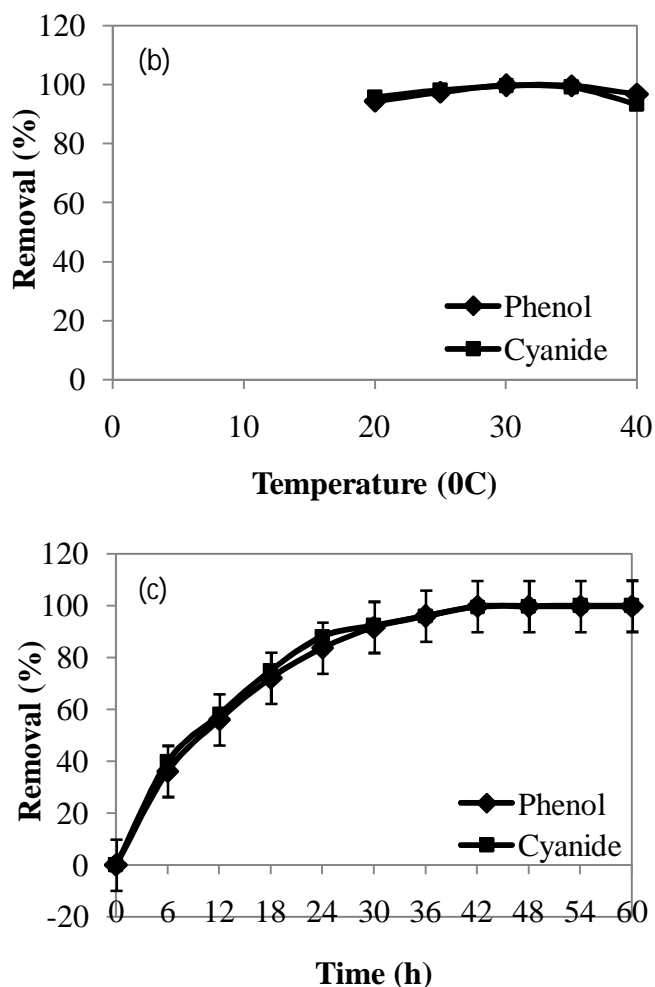 120
(b)
100
80
60
40
20
0
Removal (%)
Phenol
Cyanide
0 10 20 30 40
Temperature (0C)
120
(c)
100
80
60
40
20
0
-20
Removal (%)
Phenol
Cyanide
0 6 12 18 24 30 36 42 48 54 60
Time (h)